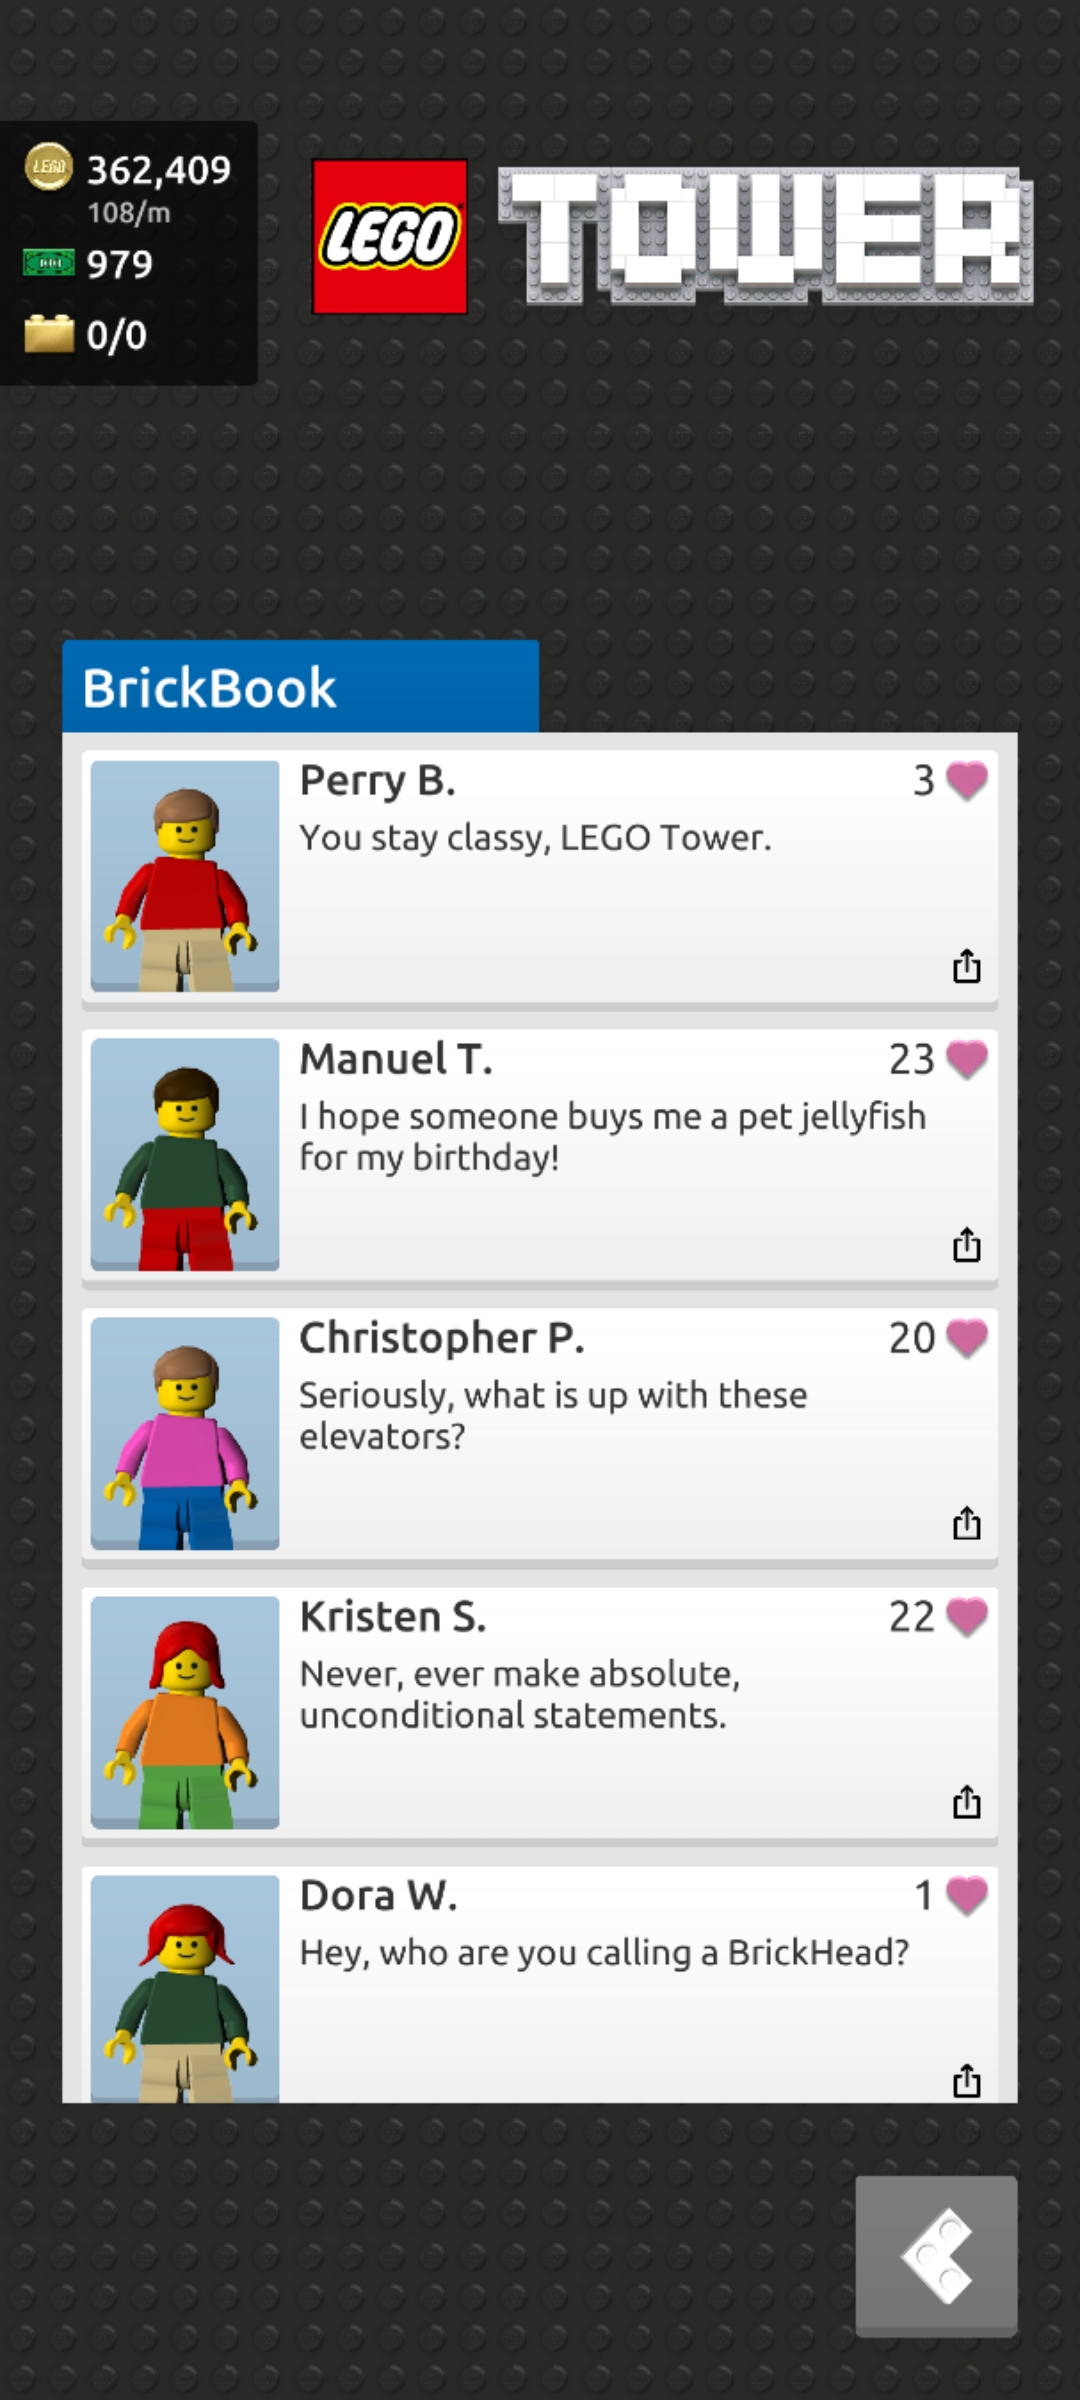 LEGO
362,409
108/m
979
0/0
LEGO
TOWER
BrickBook
Perry B.
3
You stay classy, LEGO Tower.
Manuel T.
23
I hope someone buys me a pet jellyfish
for my birthday!
Christopher P.
20
Seriously, what is up with these
elevators?
Kristen S.
22
Never, ever make absolute,
unconditional statements.
Dora W.
1
Hey, who are you calling a BrickHead?